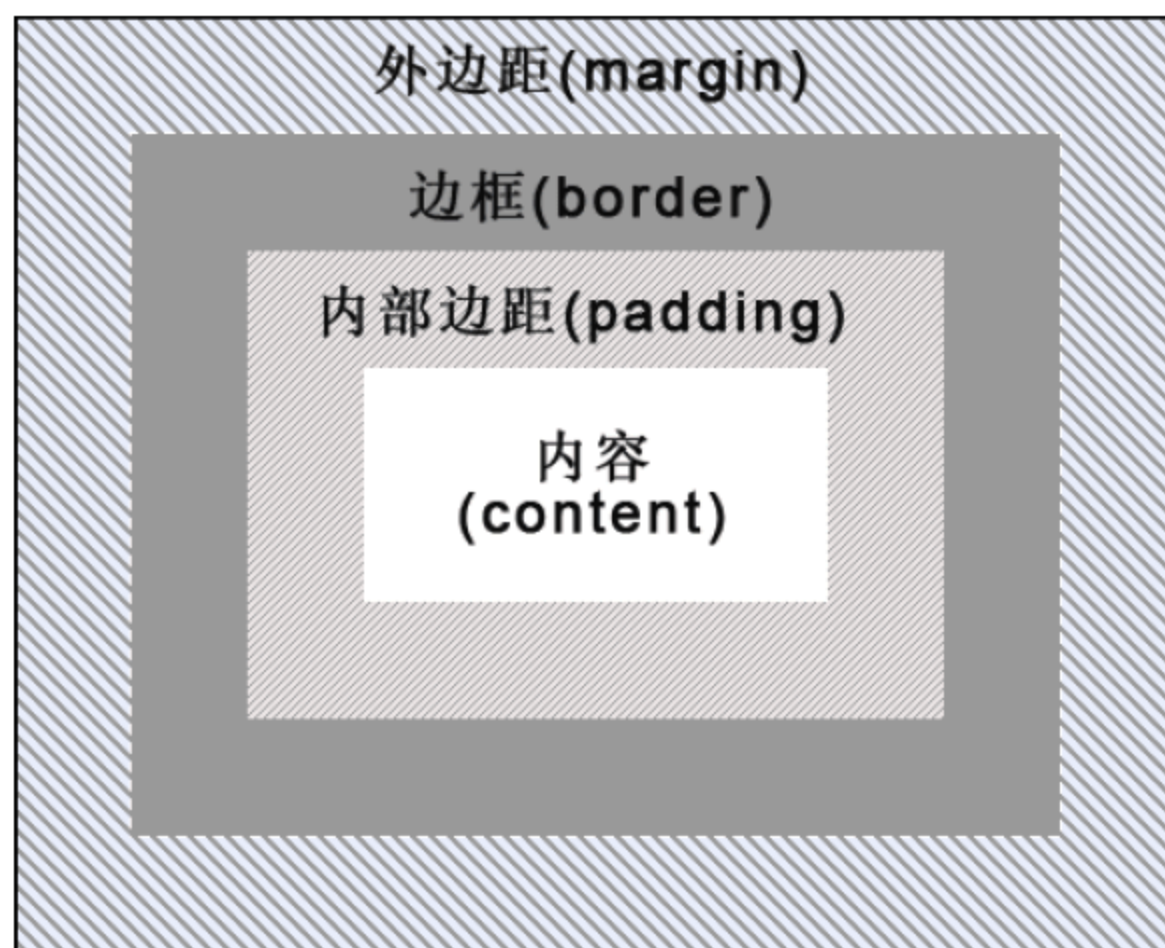 外边距(margin)
边框(border)
内部边距(padding)
内容
(content)